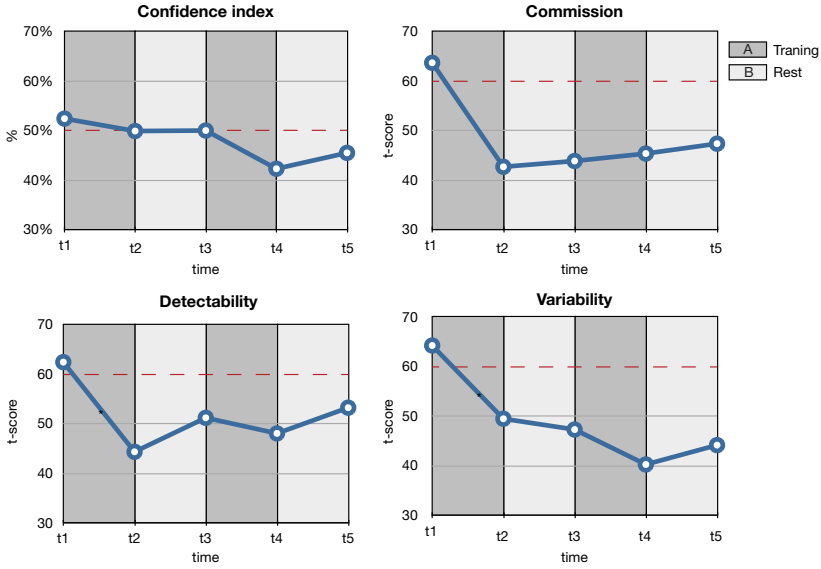 Confidence index
70%
60%
50%
40%
30%
%
t1 t2 t3 t4 t5
time
Commission
70
60
50
40
30
t-score
t1 t2 t3 t4 t5
time
A Traning
B Rest
Detectability
70
60
50
40
30
t-score
t1 t2 t3 t4 t5
time
Variability
70
60
50
40
30
t-score
t1 t2 t3 t4 t5
time